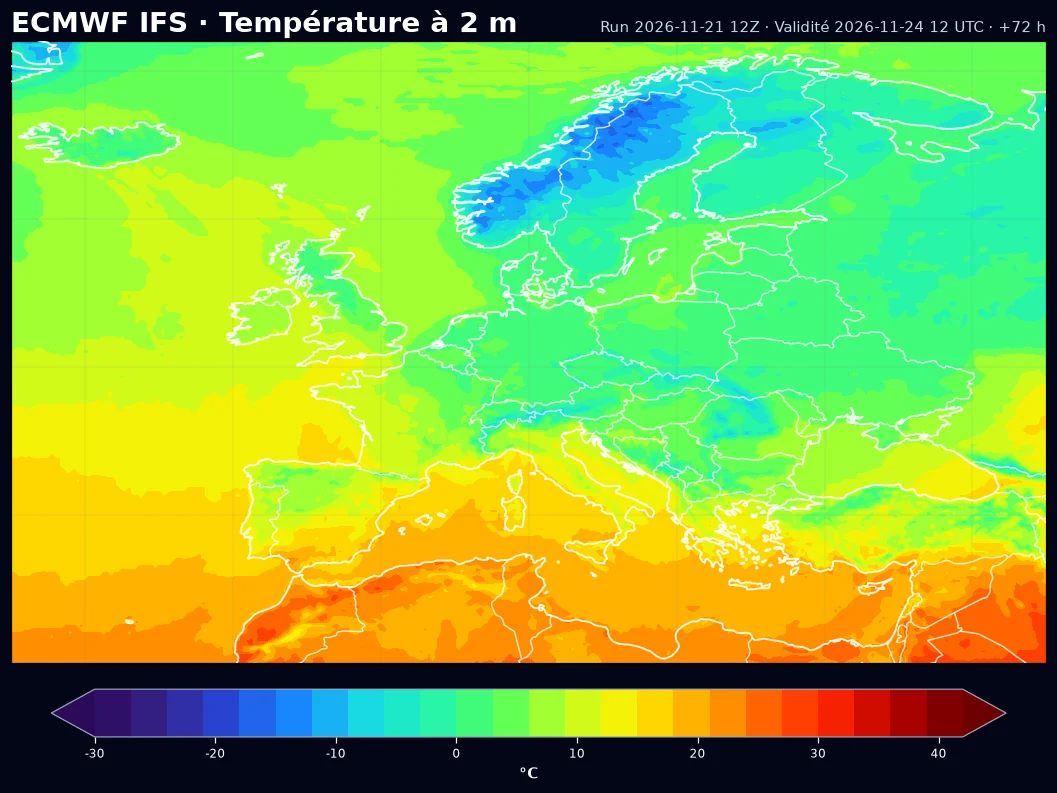 ECMWF IFS · Température à 2 m
Run 2026-11-21 12Z · Validité 2026-11-24 12 UTC · +72 h
-30 -20 -10 0 10 20 30 40
°C